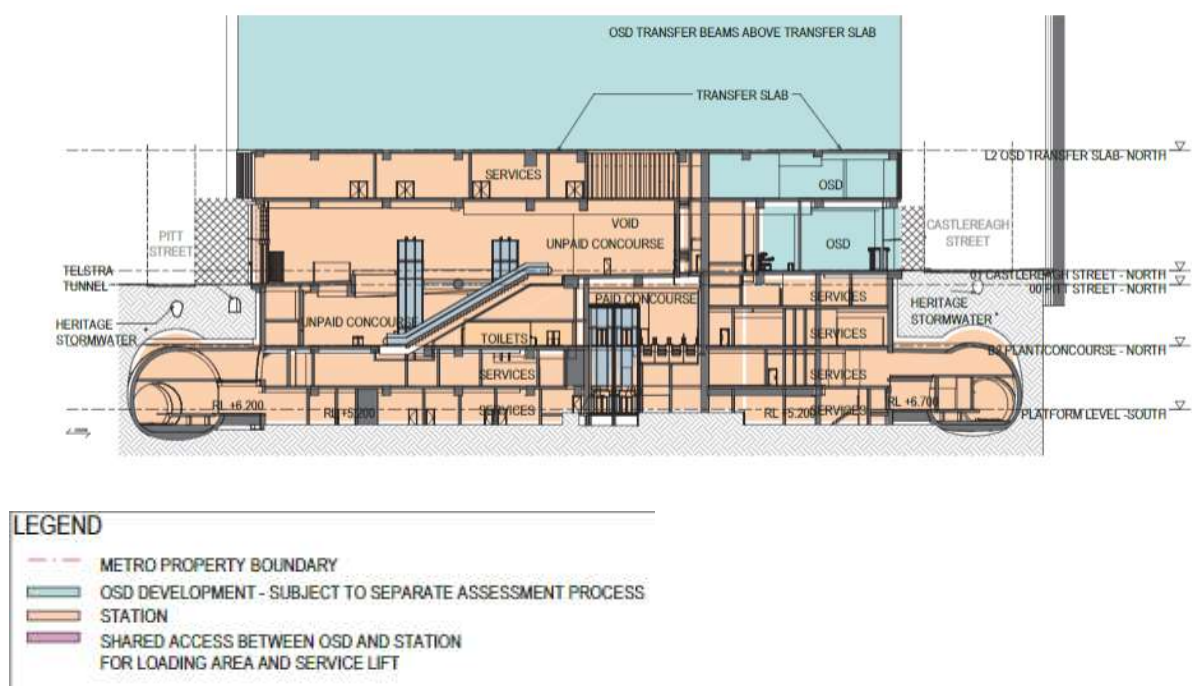 OSD TRANSFER BEAMS ABOVE TRANSFER SLAB
TRANSFER SLAB
L2 OSD TRANSFER SLAB- NORTH
SERVICES
OSD
VOID
UNPAID CONCOURSE
OSD
PITT
STREET
CASTLEREAGH
STREET
TELSTRA
TUNNEL
01 CASTLEREAGH STREET - NORTH
00 PITT STREET - NORTH
PAID CONCOURSE
SERVICES
HERITAGE
STORMWATER
HERITAGE
STORMWATER
UNPAID CONCOURSE
TOILETS
SERVICES
B2 PLANT/CONCOURSE - NORTH
SERVICES
SERVICES
RL +6.200
RL +5.200
SERVICES
RL +5.200
SERVICES
RL +6.700
PLATFORM LEVEL -SOUTH
LEGEND
METRO PROPERTY BOUNDARY
OSD DEVELOPMENT - SUBJECT TO SEPARATE ASSESSMENT PROCESS
STATION
SHARED ACCESS BETWEEN OSD AND STATION
FOR LOADING AREA AND SERVICE LIFT